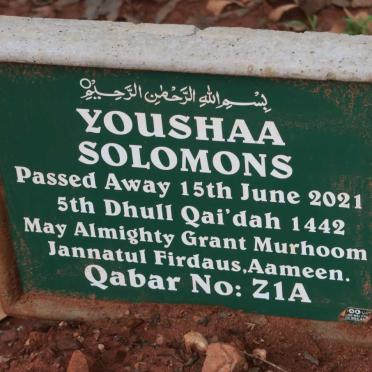 بسم الله الرحمن الرحيم
YOUSHAA
SOLOMONS
Passed Away 15th June 2021
5th Dhull Qai'dah 1442
May Almighty Grant Murhoom
Jannatul Firdaus,Aameen.
Qabar No: Z1A